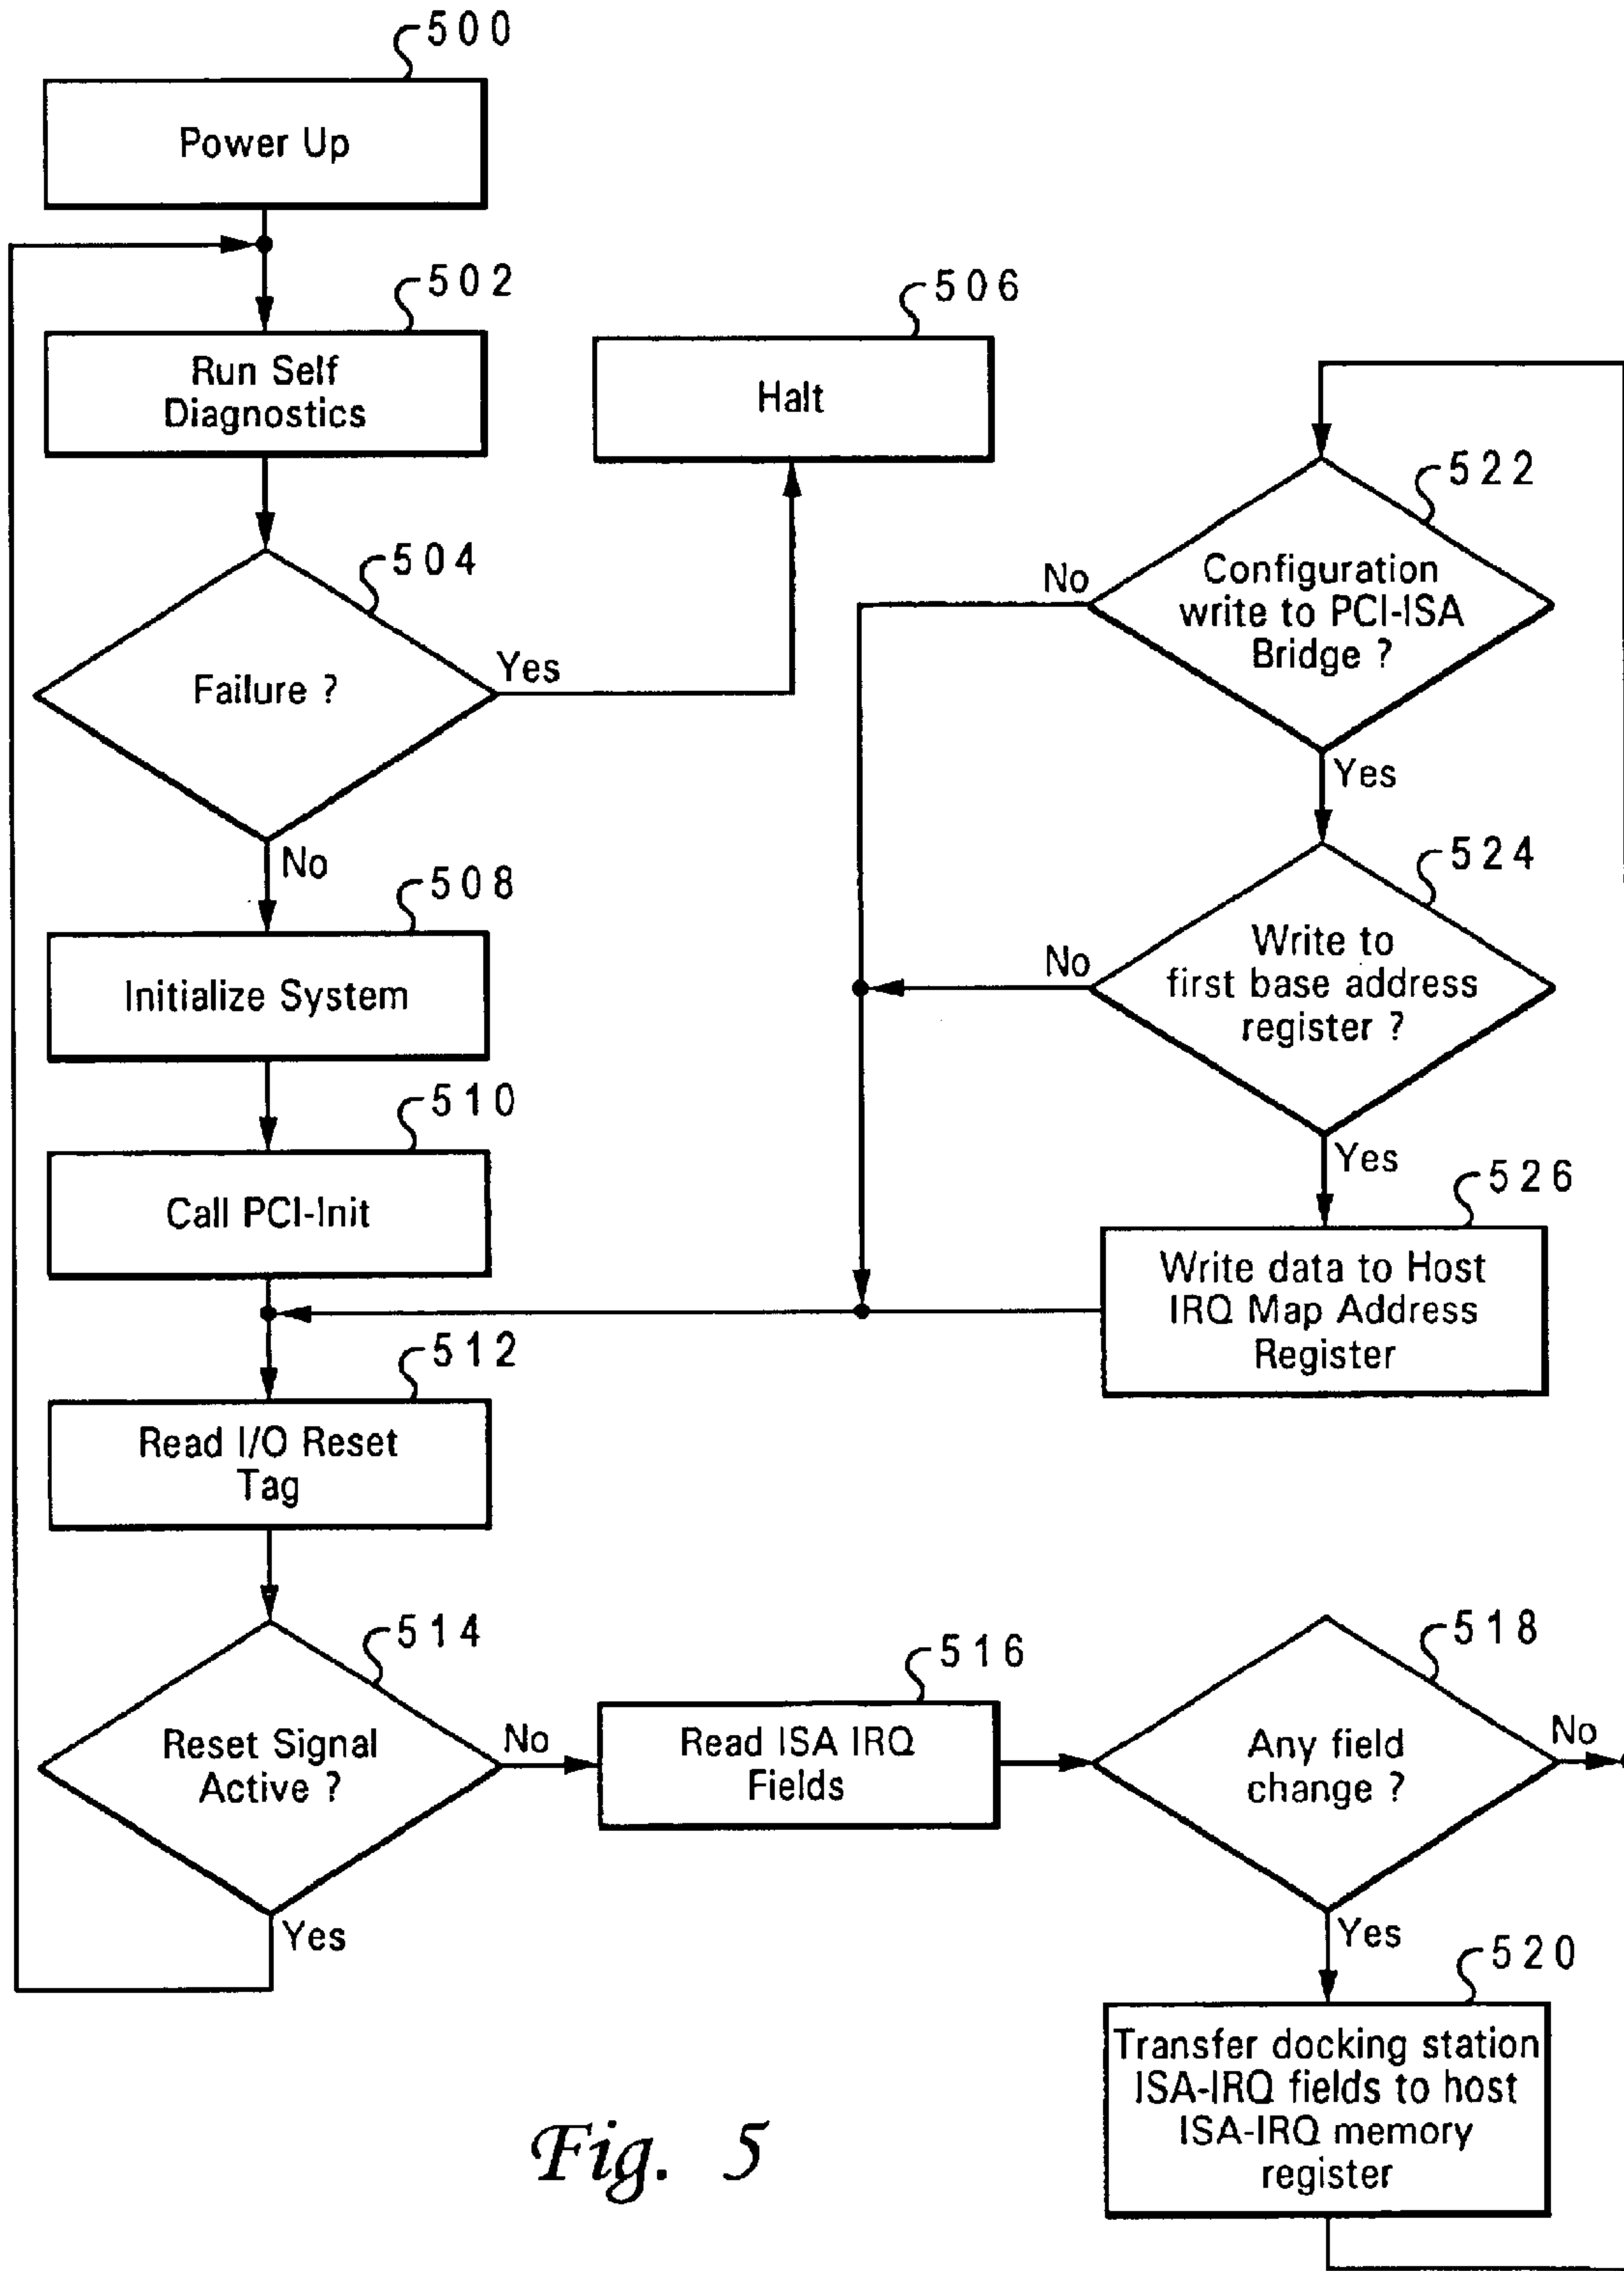 500
Power Up
502
Run Self
Diagnostics
506
Halt
504
Failure ?
Yes
No
508
Initialize System
510
Call PCI-Init
512
Read I/O Reset
Tag
514
Reset Signal
Active ?
No
Yes
516
Read ISA IRQ
Fields
518
Any field
change ?
No
Yes
520
Transfer docking station
ISA-IRQ fields to host
ISA-IRQ memory
register
522
Configuration
write to PCI-ISA
Bridge ?
No
Yes
524
Write to
first base address
register ?
No
Yes
526
Write data to Host
IRQ Map Address
Register
Fig. 5